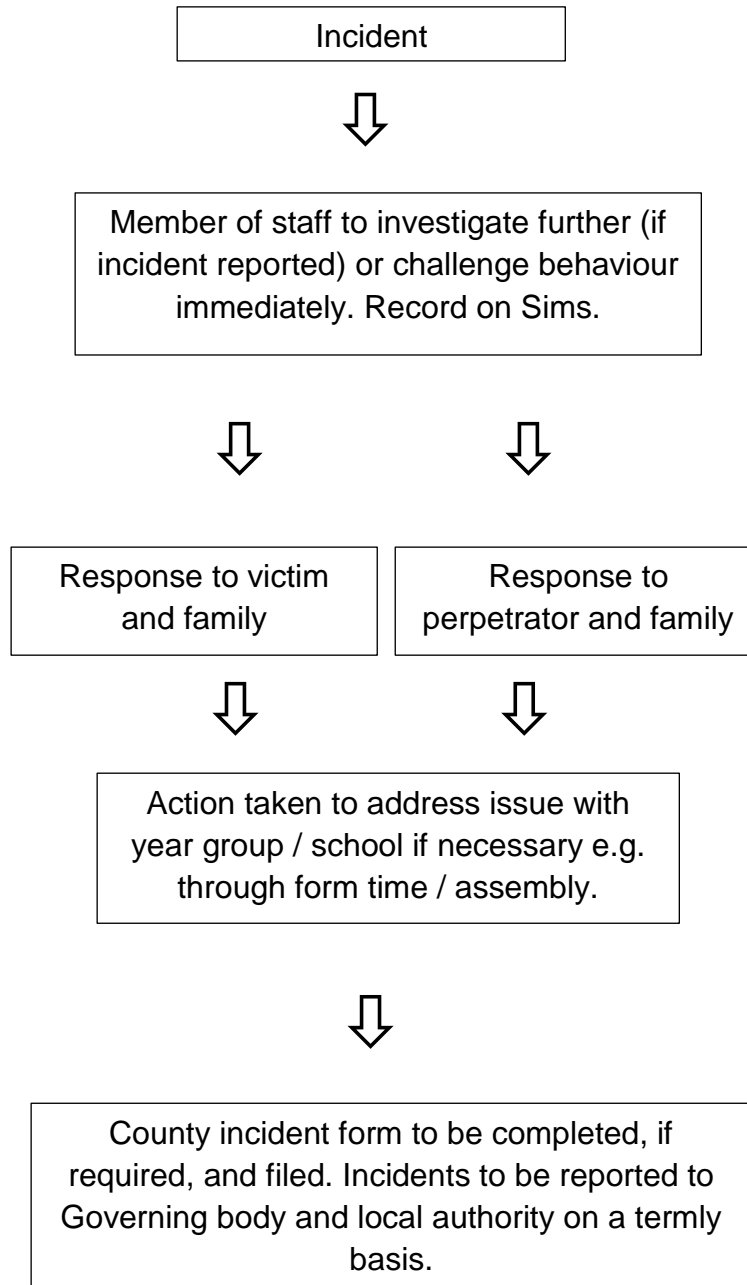 Incident
Member of staff to investigate further (if
incident reported) or challenge behaviour
immediately. Record on Sims.
Response to victim
and family
Response to
perpetrator and family
Action taken to address issue with
year group / school if necessary e.g.
through form time / assembly.
County incident form to be completed, if
required, and filed. Incidents to be reported to
Governing body and local authority on a termly
basis.